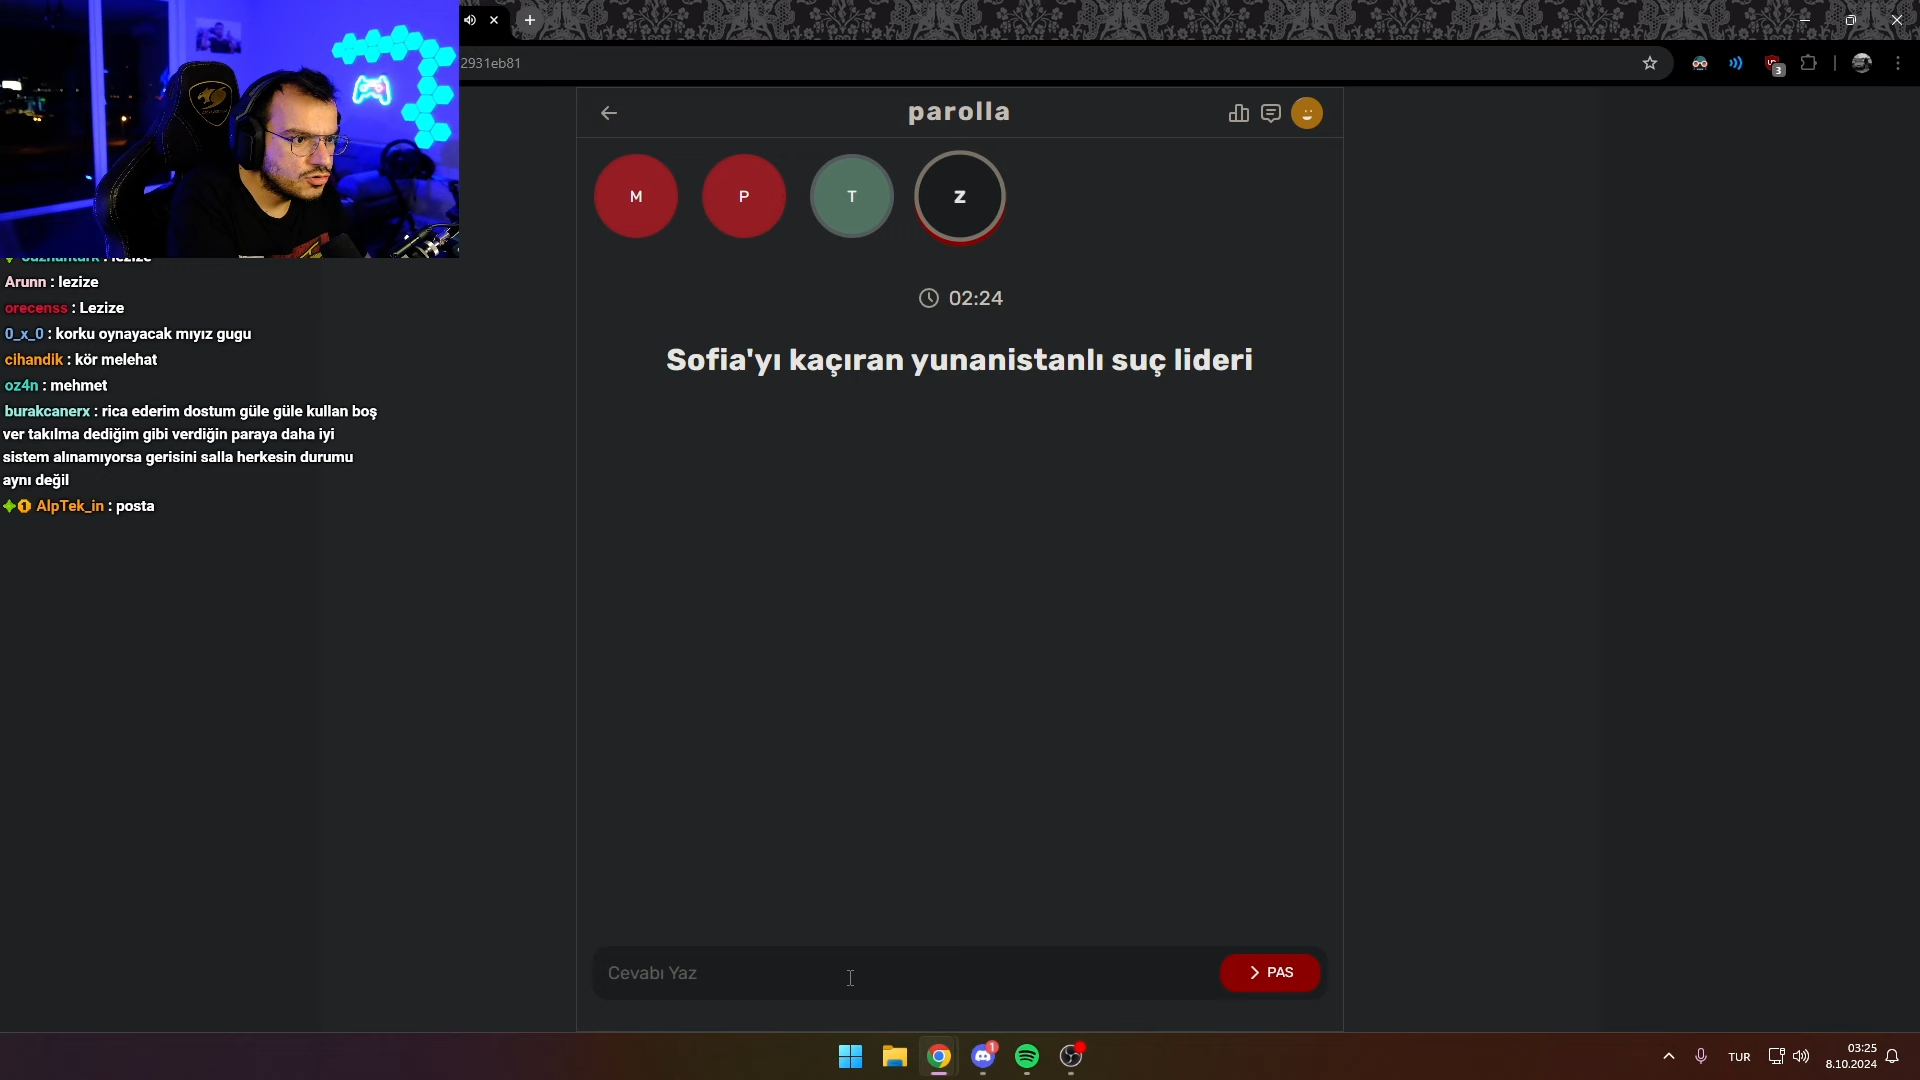 2931eb81
3
parolla
M
P
T
Z
02:24
Sofia'yı kaçıran yunanistanlı suç lideri
Arunn : lezize
orecenss : Lezize
0_x_0 : korku oynayacak mıyız gugu
cihandik : kör melehat
oz4n : mehmet
burakcanerx : rica ederim dostum güle güle kullan boş
ver takılma dediğim gibi verdiğin paraya daha iyi
sistem alınamıyorsa gerisini salla herkesin durumu
aynı değil
1 AlpTek_in : posta
Cevabı Yaz
PAS
1
TUR
03:25
8.10.2024